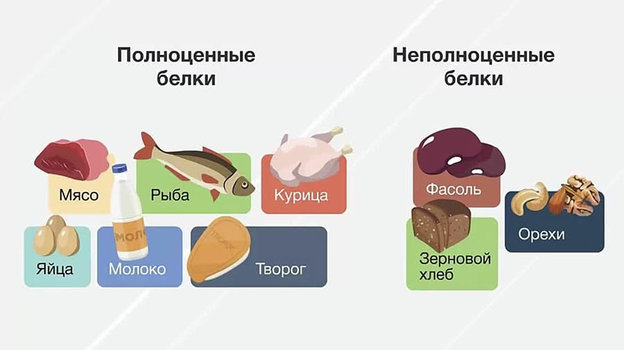 Полноценные
белки
Неполноценные
белки
Мясо
Рыба
Курица
Яйца
Молоко
Творог
Фасоль
Зерновой
хлеб
Орехи